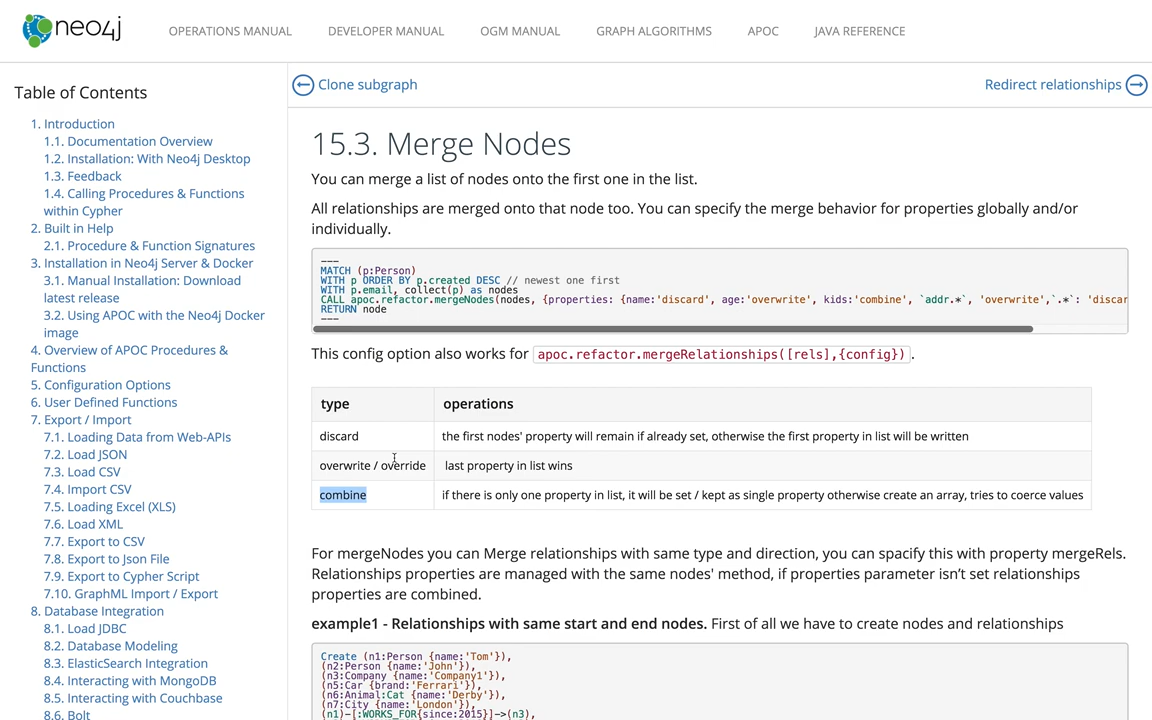 neo4j
OPERATIONS MANUAL
DEVELOPER MANUAL
OGM MANUAL
GRAPH ALGORITHMS
APOC
JAVA REFERENCE
Table of Contents
1. Introduction
1.1. Documentation Overview
1.2. Installation: With Neo4j Desktop
1.3. Feedback
1.4. Calling Procedures & Functions
within Cypher
2. Built in Help
2.1. Procedure & Function Signatures
3. Installation in Neo4j Server & Docker
3.1. Manual Installation: Download
latest release
3.2. Using APOC with the Neo4j Docker
image
4. Overview of APOC Procedures &
Functions
5. Configuration Options
6. User Defined Functions
7. Export / Import
7.1. Loading Data from Web-APIs
7.2. Load JSON
7.3. Load CSV
7.4. Import CSV
7.5. Loading Excel (XLS)
7.6. Load XML
7.7. Export to CSV
7.8. Export to Json File
7.9. Export to Cypher Script
7.10. GraphML Import / Export
8. Database Integration
8.1. Load JDBC
8.2. Database Modeling
8.3. ElasticSearch Integration
8.4. Interacting with MongoDB
8.5. Interacting with Couchbase
8.6. Bolt
Clone subgraph
Redirect relationships
15.3. Merge Nodes
You can merge a list of nodes onto the first one in the list.
All relationships are merged onto that node too. You can specify the merge behavior for properties globally and/or
individually.
---
MATCH (p:Person)
WITH p ORDER BY p.created DESC // newest one first
WITH p.email, collect(p) as nodes
CALL apoc.refactor.mergeNodes(nodes, {properties: {name:'discard', age:'overwrite', kids:'combine', `addr.*`, 'overwrite',`.*`: 'discar
RETURN node
---
This config option also works for apoc.refactor.mergeRelationships([rels],{config}) .
type operations
discard the first nodes' property will remain if already set, otherwise the first property in list will be written
overwrite / override last property in list wins
combine if there is only one property in list, it will be set / kept as single property otherwise create an array, tries to coerce values
For mergeNodes you can Merge relationships with same type and direction, you can spacify this with property mergeRels.
Relationships properties are managed with the same nodes' method, if properties parameter isn't set relationships
properties are combined.
example1 - Relationships with same start and end nodes. First of all we have to create nodes and relationships
Create (n1:Person {name:'Tom'}),
(n2:Person {name:'John'}),
(n3:Company {name:'Company1'}),
(n5:Car {brand:'Ferrari'}),
(n6:Animal:Cat {name:'Derby'}),
(n7:City {name:'London'}),
(n1)-[:WORKS_FOR{since:2015}]->(n3),